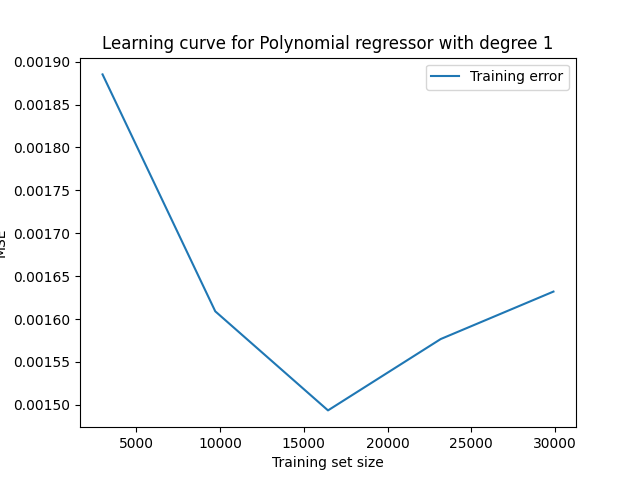 Learning curve for Polynomial regressor with degree 1
Training error
0.00190
0.00185
0.00180
0.00175
0.00170
0.00165
0.00160
0.00155
0.00150
MSE
5000 10000 15000 20000 25000 30000
Training set size